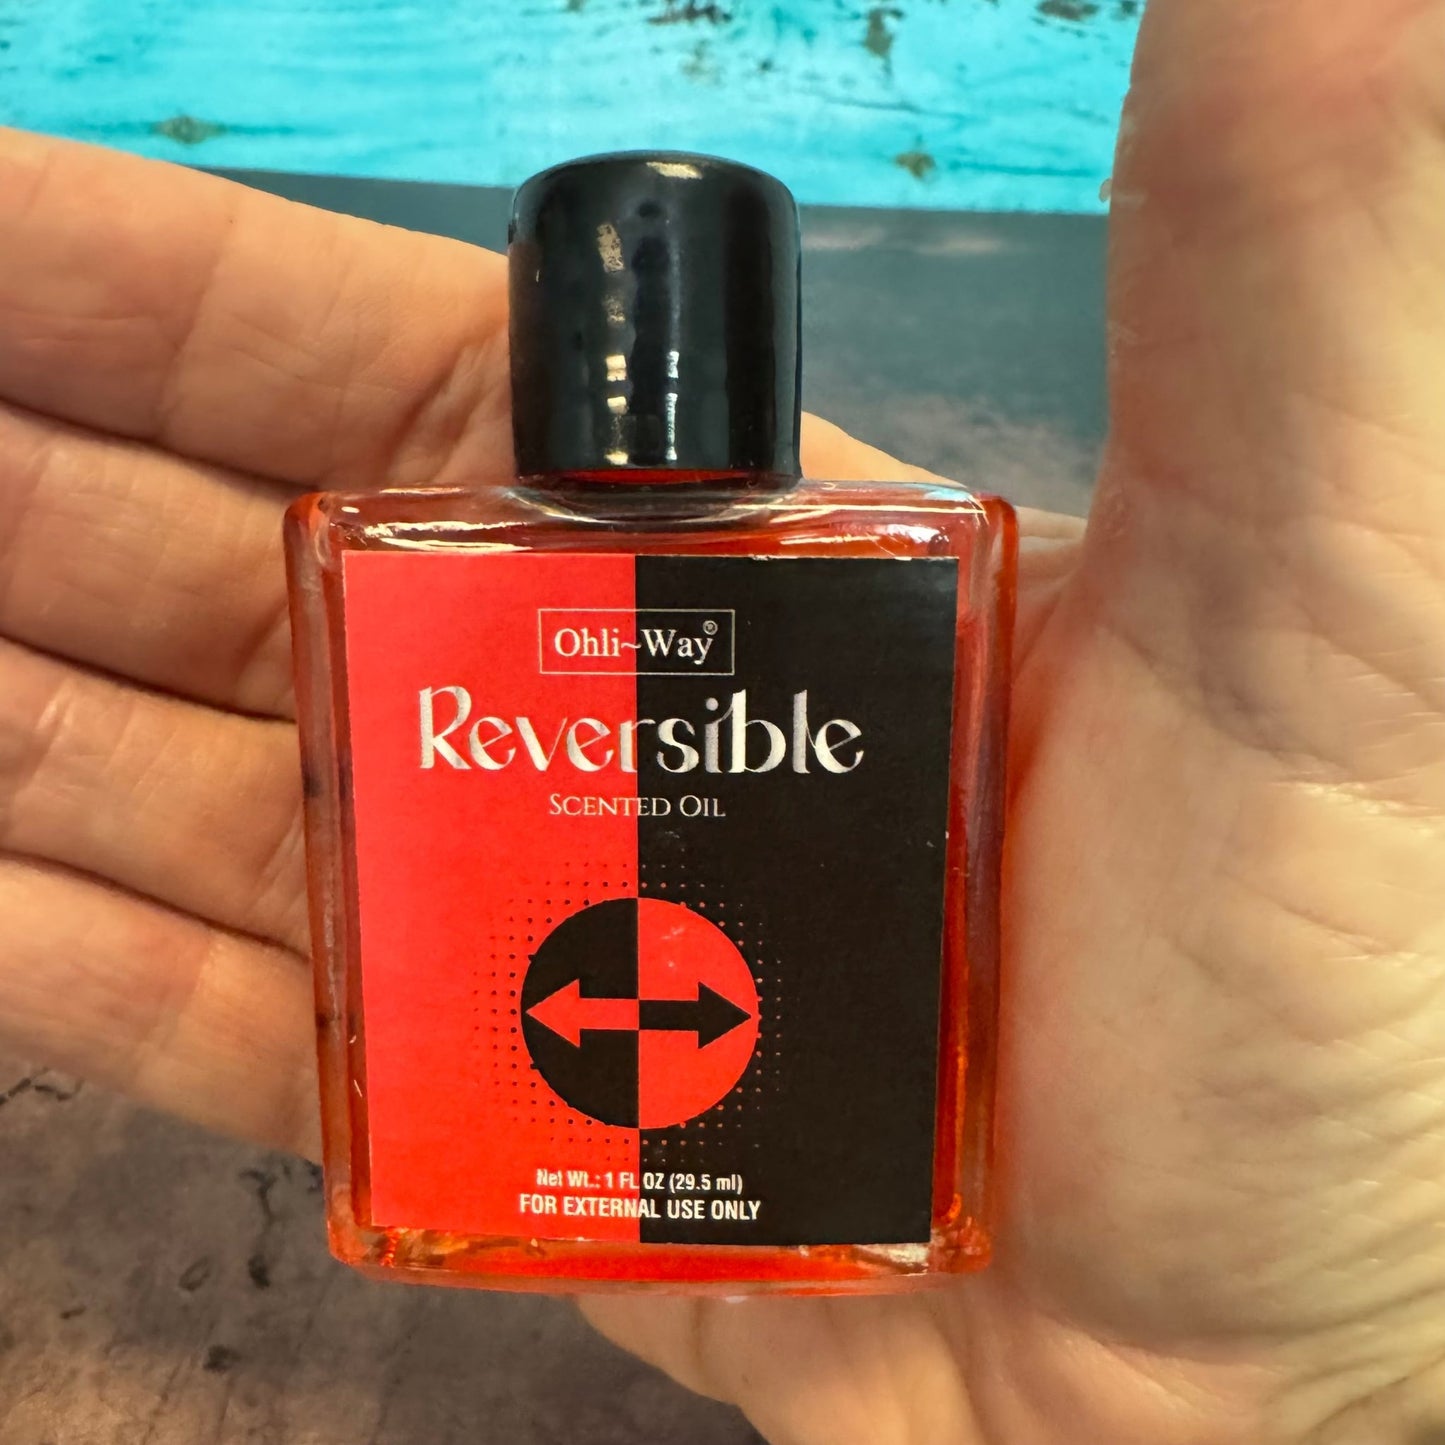 Ohli~Way®
Reversible
SCENTED OIL
Net Wt.: 1 FL OZ (29.5 ml)
FOR EXTERNAL USE ONLY